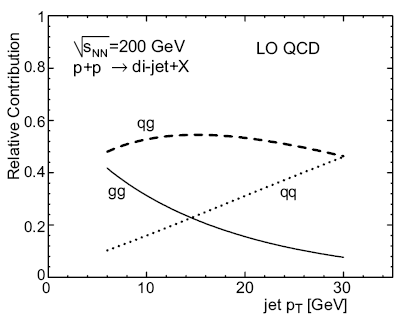 1
√sNN=200 GeV
LO QCD
p+p → di-jet+X
0.8
0.6
qg
0.4
gg
qq
0.2
0
0
10
20
30
jet pT [GeV]
Relative Contribution